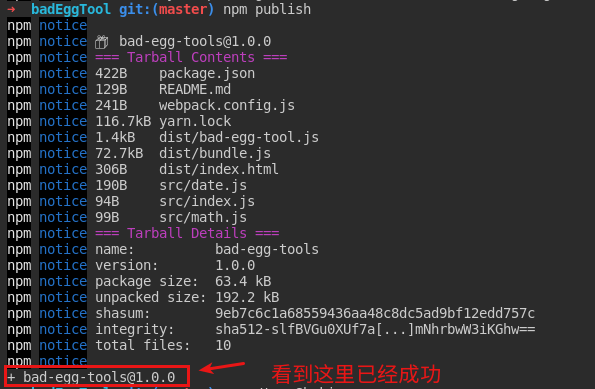 → badEggTool git:(master) npm publish
npm notice
npm notice 📦 bad-egg-tools@1.0.0
npm notice === Tarball Contents ===
npm notice 422B package.json
npm notice 129B README.md
npm notice 241B webpack.config.js
npm notice 116.7kB yarn.lock
npm notice 1.4kB dist/bad-egg-tool.js
npm notice 72.7kB dist/bundle.js
npm notice 306B dist/index.html
npm notice 190B src/date.js
npm notice 94B src/index.js
npm notice 99B src/math.js
npm notice === Tarball Details ===
npm notice name: bad-egg-tools
npm notice version: 1.0.0
npm notice package size: 63.4 kB
npm notice unpacked size: 192.2 kB
npm notice shasum: 9eb7c6c1a68559436aa48c8dc5ad9bf12edd757c
npm notice integrity: sha512-slfBVGu0XUf7a[...]mNhrbwW3iKGhw==
npm notice total files: 10
npm notice
+ bad-egg-tools@1.0.0 看到这里已经成功